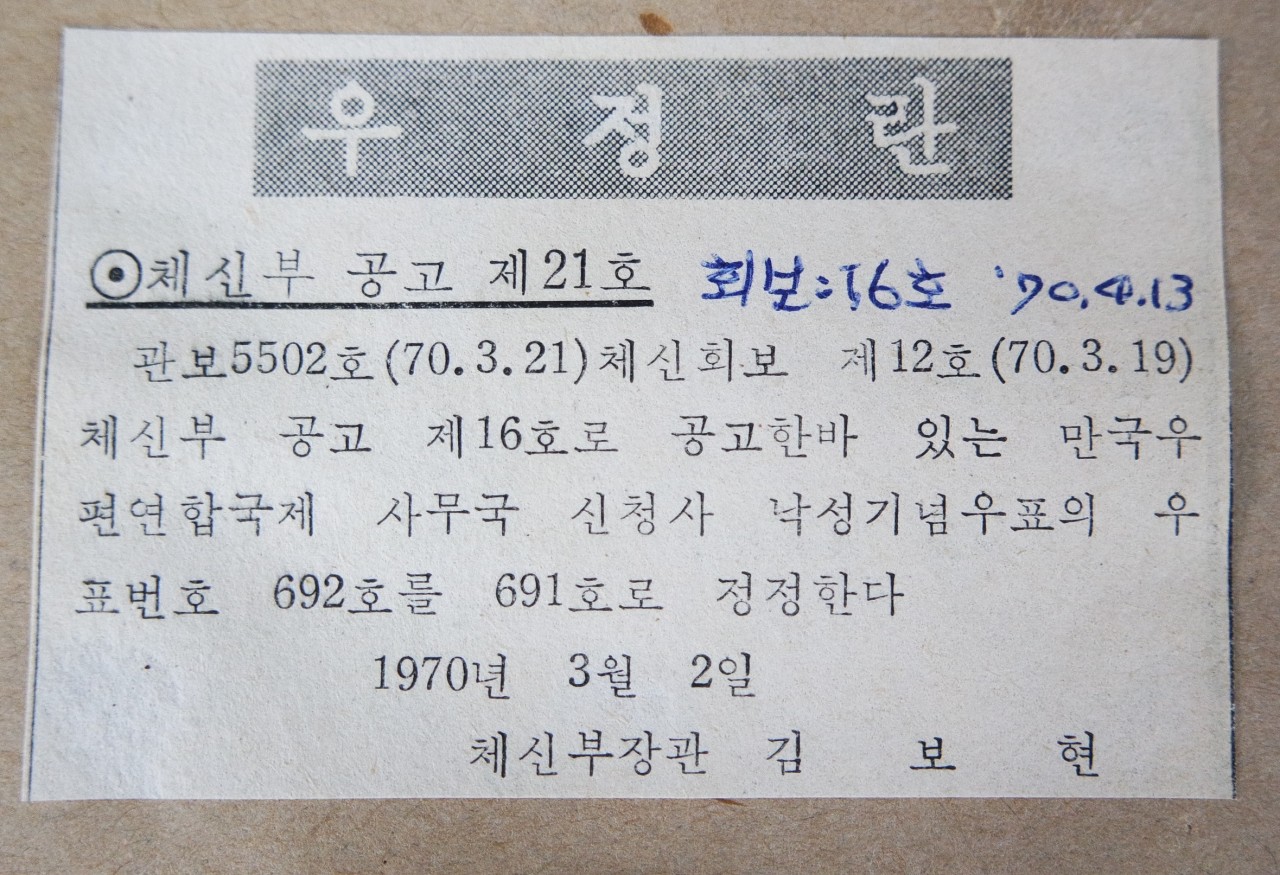 우 정 란
⊙체신부 공고 제21호 회보:16호 '70.4.13
관보5502호(70.3.21)체신회보 제12호(70.3.19)
체신부 공고 제16호로 공고한바 있는 만국우
편연합국제 사무국 신청사 낙성기념우표의 우
표번호 692호를 691호로 정정한다
1970년 3월 2일
체신부장관 김 보 현